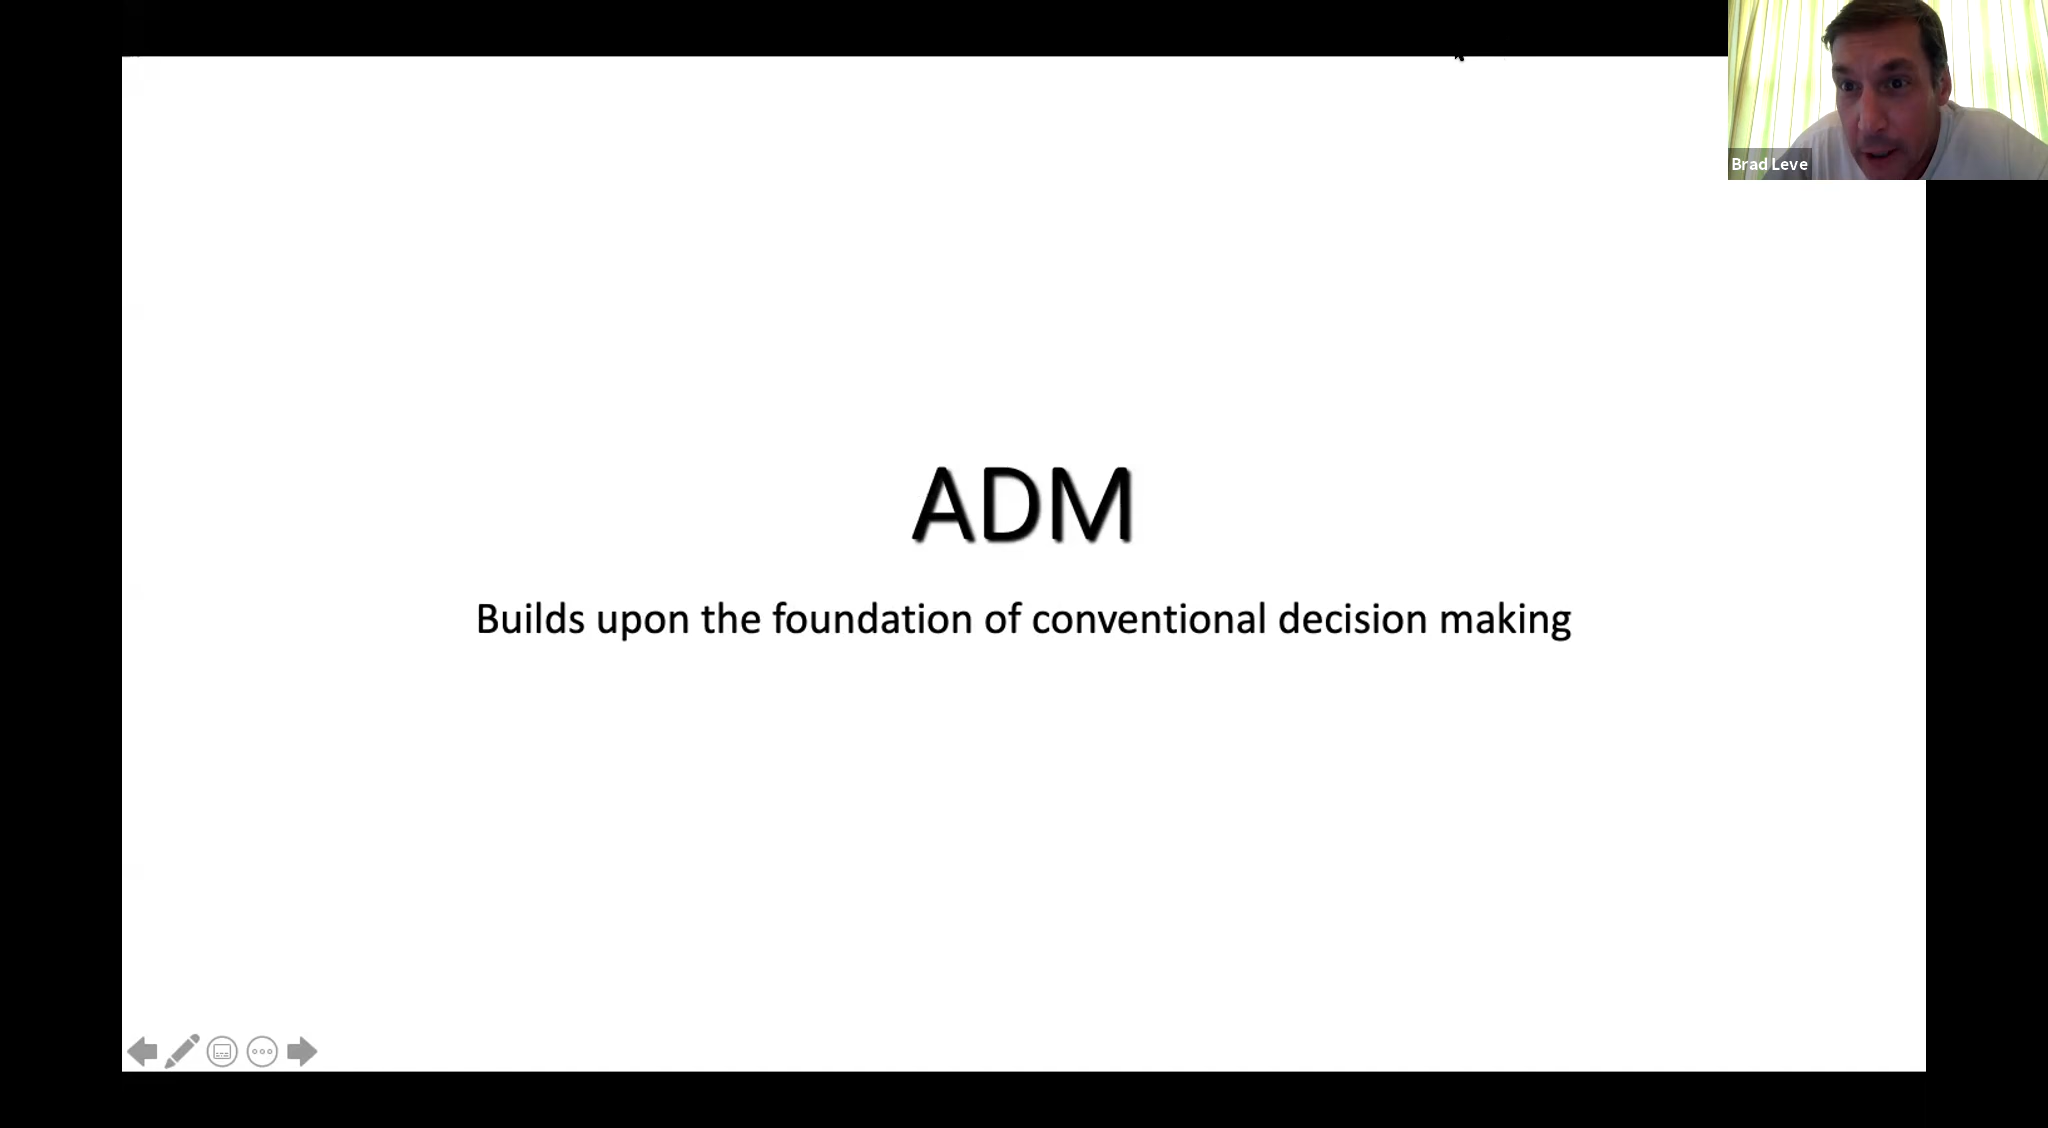 Brad Leve
ADM
Builds upon the foundation of conventional decision making